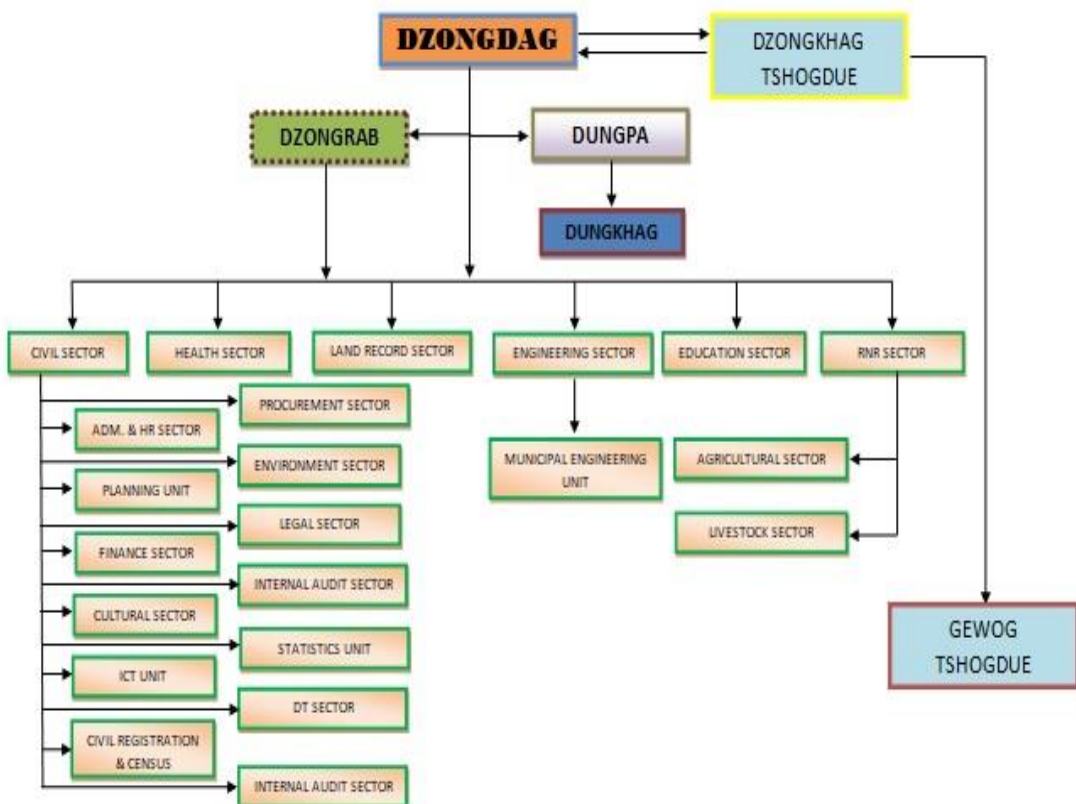 DZONGDAG
DZONGKHAG
TSHOGDUE
DZONGRAB
DUNGPA
DUNGKHAG
CIVIL SECTOR
HEALTH SECTOR
LAND RECORD SECTOR
ENGINEERING SECTOR
EDUCATION SECTOR
RNR SECTOR
PROCUREMENT SECTOR
ADM. & HR SECTOR
ENVIRONMENT SECTOR
PLANNING UNIT
LEGAL SECTOR
FINANCE SECTOR
INTERNAL AUDIT SECTOR
CULTURAL SECTOR
STATISTICS UNIT
ICT UNIT
DT SECTOR
CIVIL REGISTRATION
& CENSUS
INTERNAL AUDIT SECTOR
MUNICIPAL ENGINEERING
UNIT
AGRICULTURAL SECTOR
LIVESTOCK SECTOR
GEWOG
TSHOGDUE